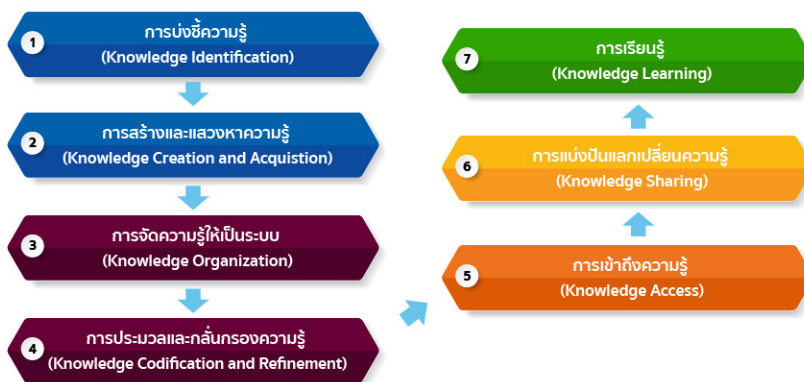 1
การบ่งชี้ความรู้
(Knowledge Identification)
2
การสร้างและแสวงหาความรู้
(Knowledge Creation and Acquistion)
3
การจัดความรู้ให้เป็นระบบ
(Knowledge Organization)
4
การประมวลและกลั่นกรองความรู้
(Knowledge Codification and Refinement)
5
การเข้าถึงความรู้
(Knowledge Access)
6
การแบ่งปันแลกเปลี่ยนความรู้
(Knowledge Sharing)
7
การเรียนรู้
(Knowledge Learning)